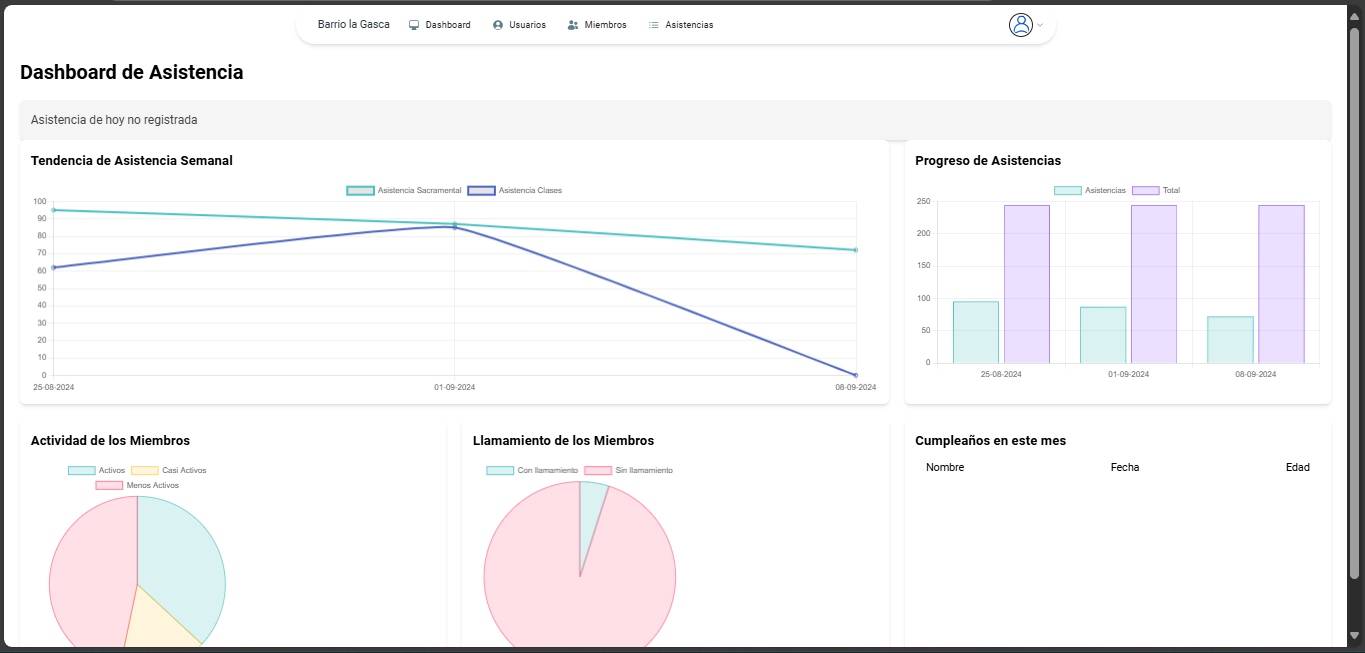 Barrio la Gasca Dashboard Usuarios Miembros Asistencias
Dashboard de Asistencia
Asistencia de hoy no registrada
Tendencia de Asistencia Semanal
Asistencia Sacramental Asistencia Clases
100
90
80
70
60
50
40
30
20
10
0
25-08-2024 01-09-2024 08-09-2024
Progreso de Asistencias
Asistencias Total
250
200
150
100
50
0
25-08-2024 01-09-2024 08-09-2024
Actividad de los Miembros
Activos Casi Activos
Menos Activos
Llamamiento de los Miembros
Con llamamiento Sin llamamiento
Cumpleaños en este mes
Nombre Fecha Edad